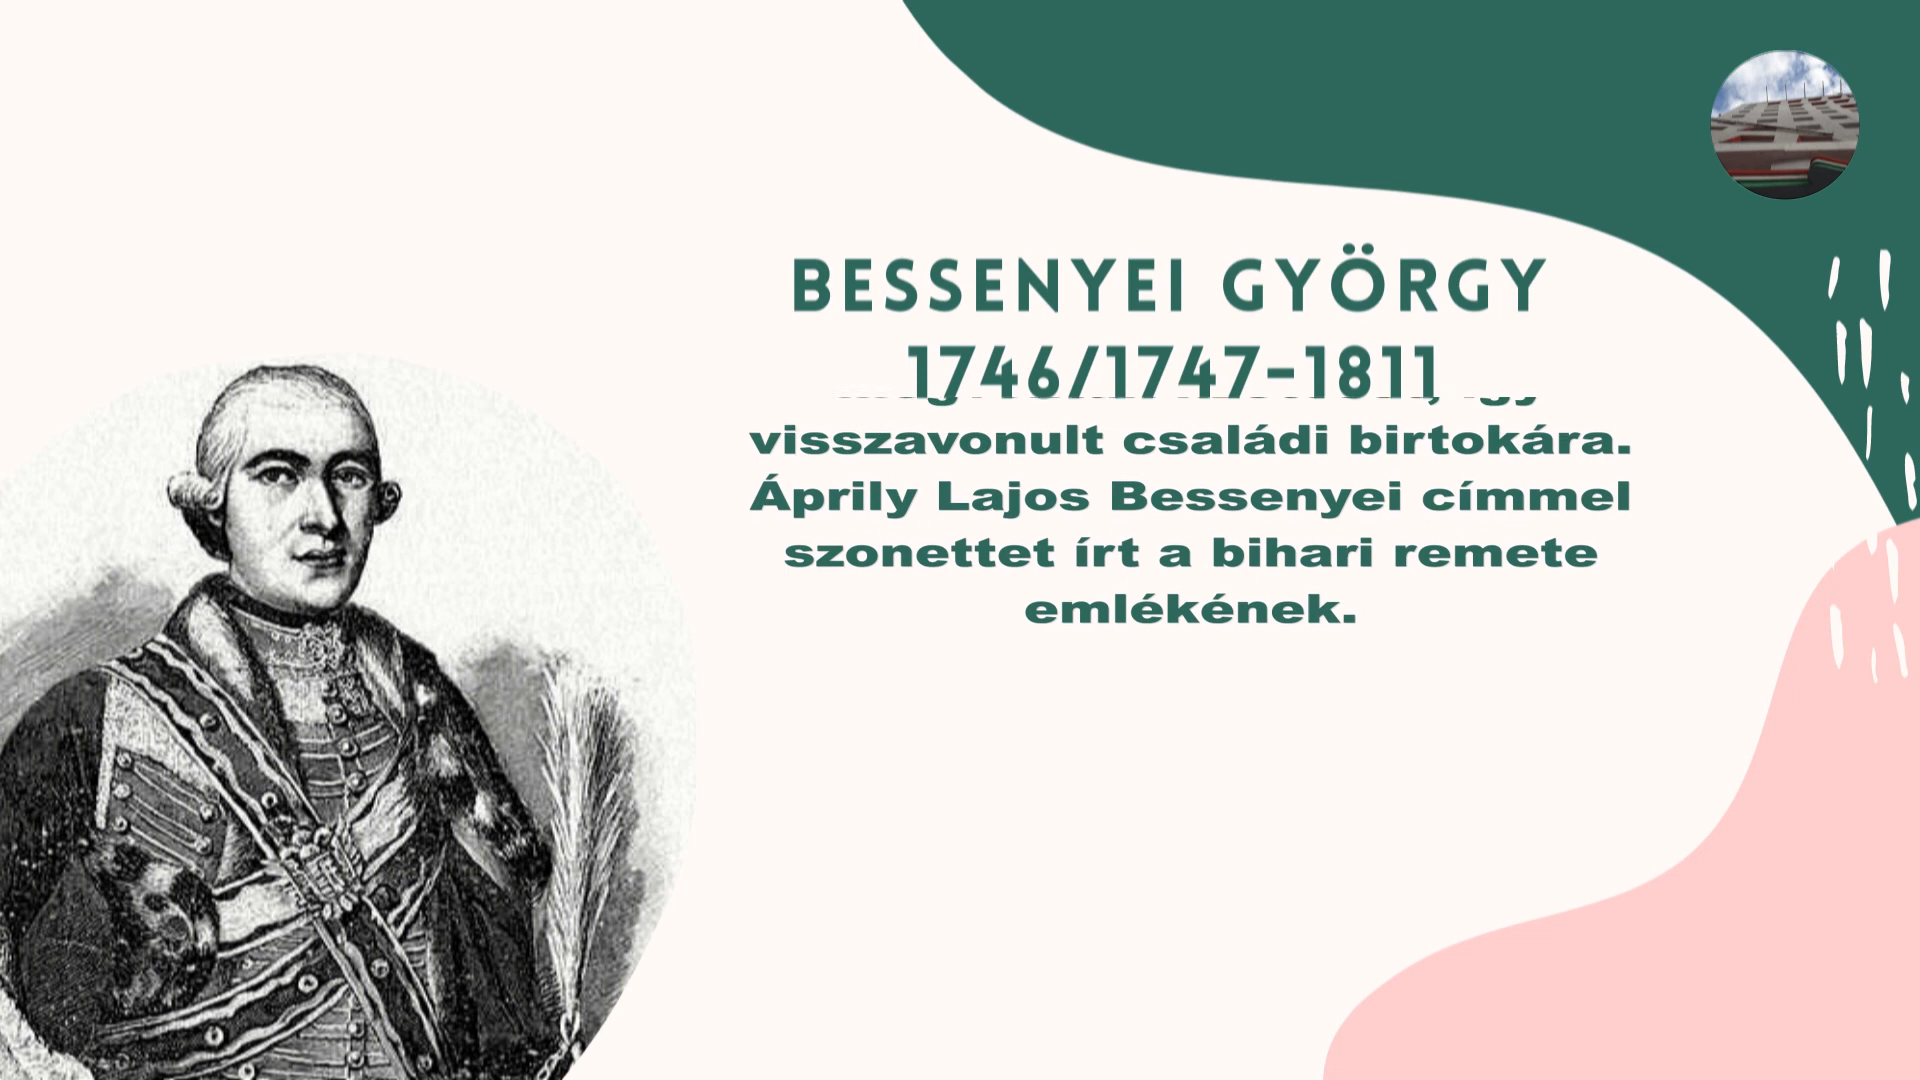 BESSENYEI GYÖRGY
1746/1747-1811
visszavonult családi birtokára.
Áprily Lajos Bessenyei címmel
szonettet írt a bihari remete
emlékének.